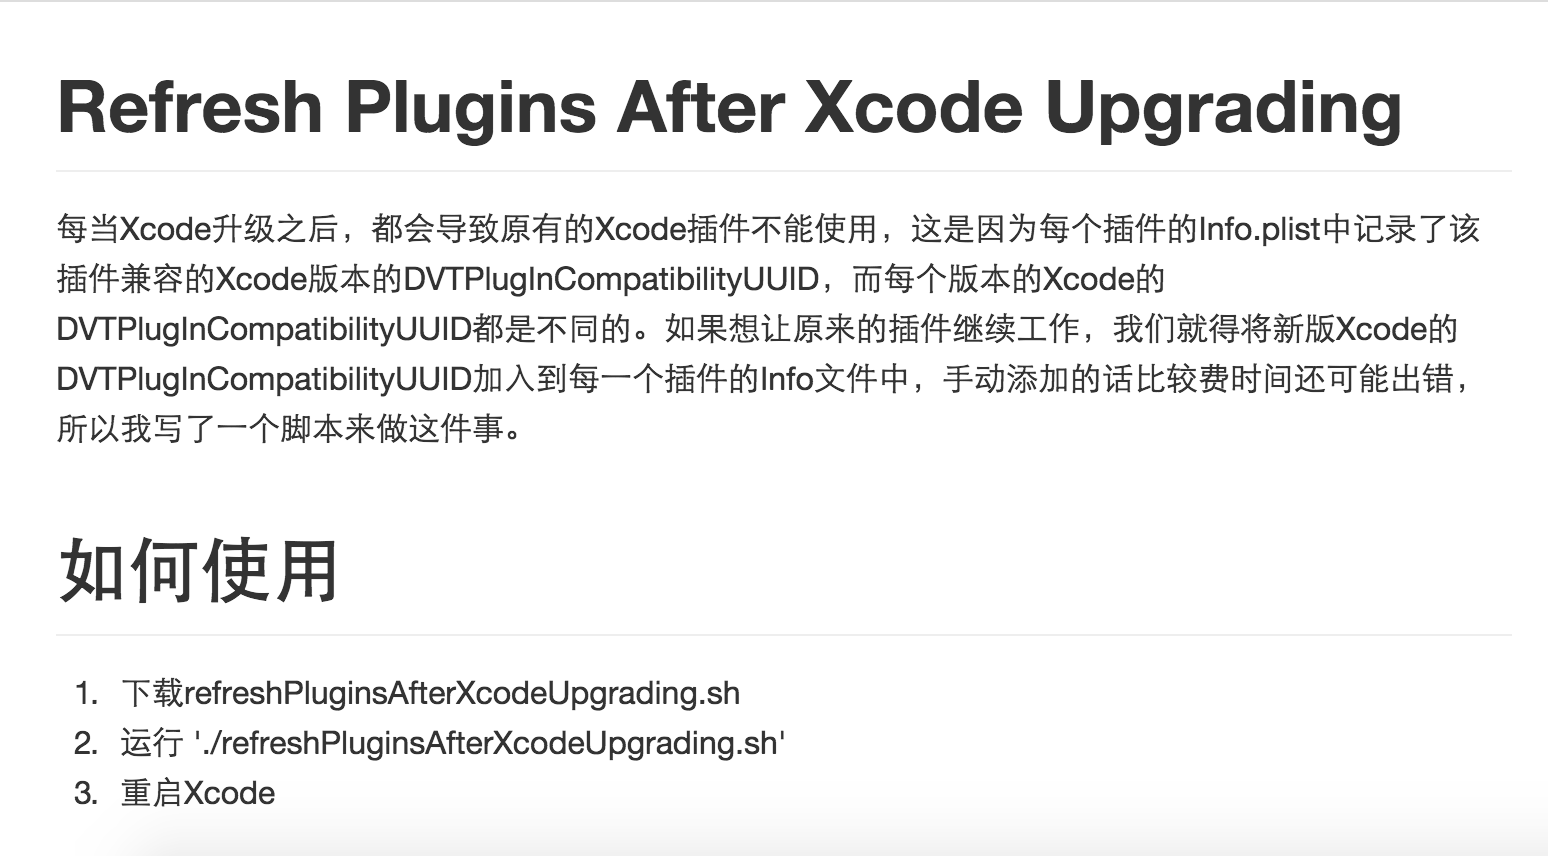 Refresh Plugins After Xcode Upgrading
每当Xcode升级之后，都会导致原有的Xcode插件不能使用，这是因为每个插件的Info.plist中记录了该
插件兼容的Xcode版本的DVTPlugInCompatibilityUUID，而每个版本的Xcode的
DVTPlugInCompatibilityUUID都是不同的。如果想让原来的插件继续工作，我们就得将新版Xcode的
DVTPlugInCompatibilityUUID加入到每一个插件的Info文件中，手动添加的话比较费时间还可能出错，
所以我写了一个脚本来做这件事。
如何使用
1. 下载refreshPluginsAfterXcodeUpgrading.sh
2. 运行 './refreshPluginsAfterXcodeUpgrading.sh'
3. 重启Xcode